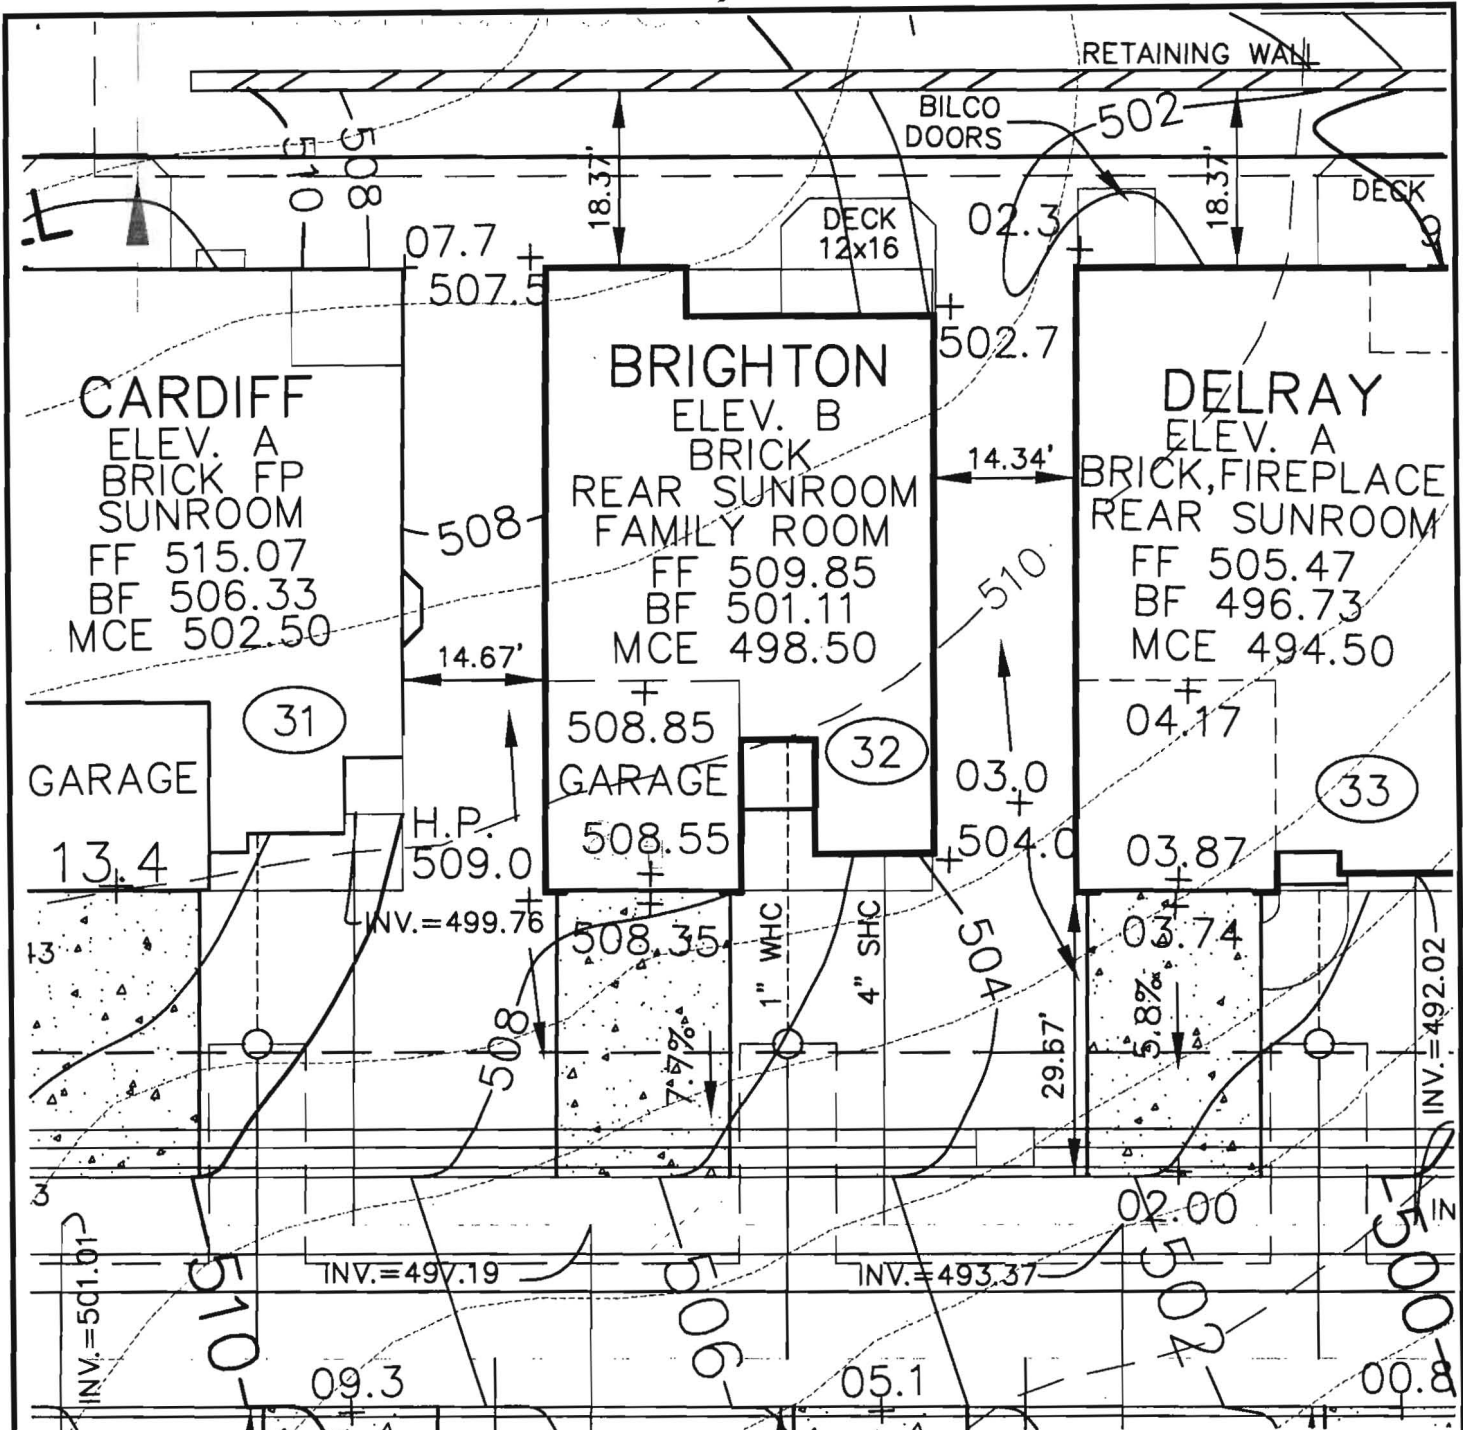 RETAINING WALL
BILCO
DOORS
502
508
510
18.37'
18.37'
DECK
DECK
12x16
02.3
07.7
507.5
502.7
CARDIFF
ELEV. A
BRICK FP
SUNROOM
FF 515.07
BF 506.33
MCE 502.50
31
GARAGE
13.4
508
14.67'
H.P.
509.0
INV.=499.76
BRIGHTON
ELEV. B
BRICK
REAR SUNROOM
FAMILY ROOM
FF 509.85
BF 501.11
MCE 498.50
508.85
GARAGE
508.55
32
508.35
7.7%
1" WHC
4" SHC
14.34'
510
03.0
504.0
504
508
DELRAY
ELEV. A
BRICK,FIREPLACE
REAR SUNROOM
FF 505.47
BF 496.73
MCE 494.50
04.17
33
03.87
03.74
5.8%
29.67'
INV.=492.02
02.00
IN
INV.=501.01
510
INV.=497.19
506
INV.=493.37
502
500
09.3
05.1
00.8